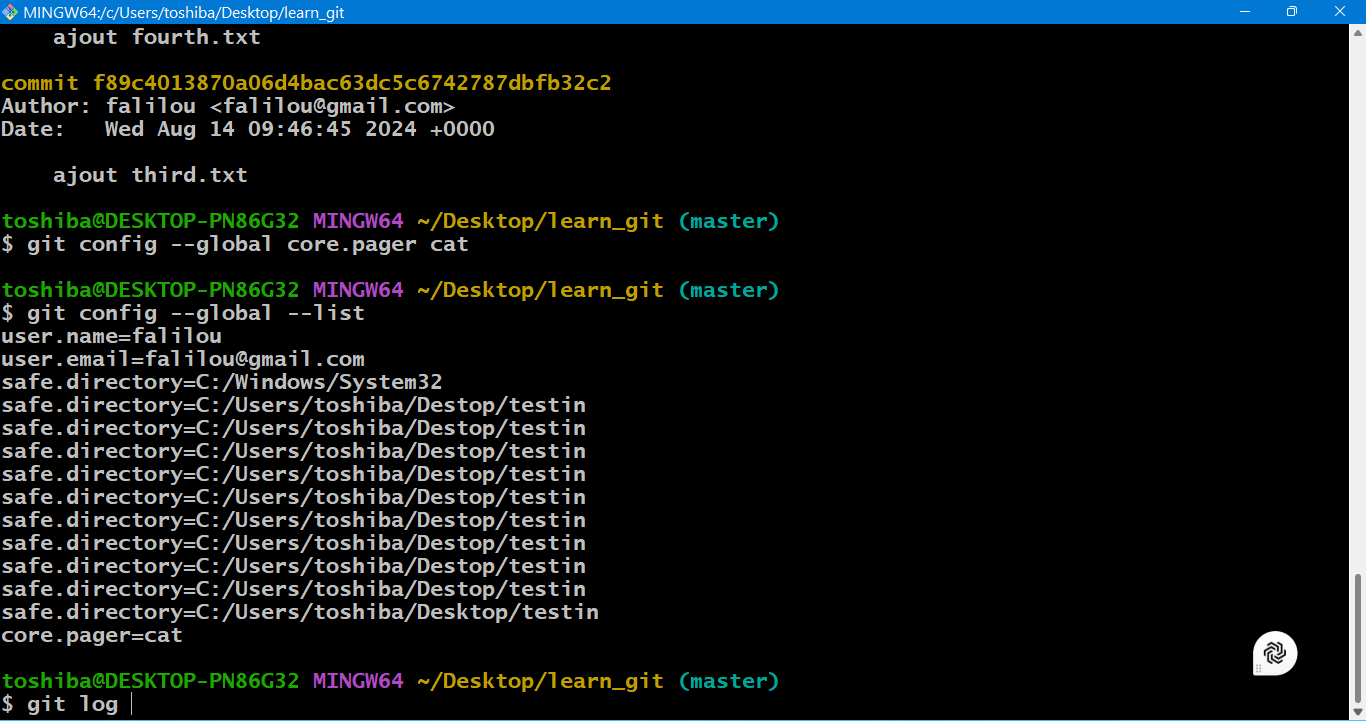 MINGW64:/c/Users/toshiba/Desktop/learn_git
ajout fourth.txt
commit f89c4013870a06d4bac63dc5c6742787dbfb32c2
Author: falilou <falilou@gmail.com>
Date:   Wed Aug 14 09:46:45 2024 +0000
ajout third.txt
toshiba@DESKTOP-PN86G32 MINGW64 ~/Desktop/learn_git (master)
$ git config --global core.pager cat
toshiba@DESKTOP-PN86G32 MINGW64 ~/Desktop/learn_git (master)
$ git config --global --list
user.name=falilou
user.email=falilou@gmail.com
safe.directory=C:/Windows/System32
safe.directory=C:/Users/toshiba/Destop/testin
safe.directory=C:/Users/toshiba/Destop/testin
safe.directory=C:/Users/toshiba/Destop/testin
safe.directory=C:/Users/toshiba/Destop/testin
safe.directory=C:/Users/toshiba/Destop/testin
safe.directory=C:/Users/toshiba/Destop/testin
safe.directory=C:/Users/toshiba/Destop/testin
safe.directory=C:/Users/toshiba/Destop/testin
safe.directory=C:/Users/toshiba/Destop/testin
safe.directory=C:/Users/toshiba/Desktop/testin
core.pager=cat
toshiba@DESKTOP-PN86G32 MINGW64 ~/Desktop/learn_git (master)
$ git log